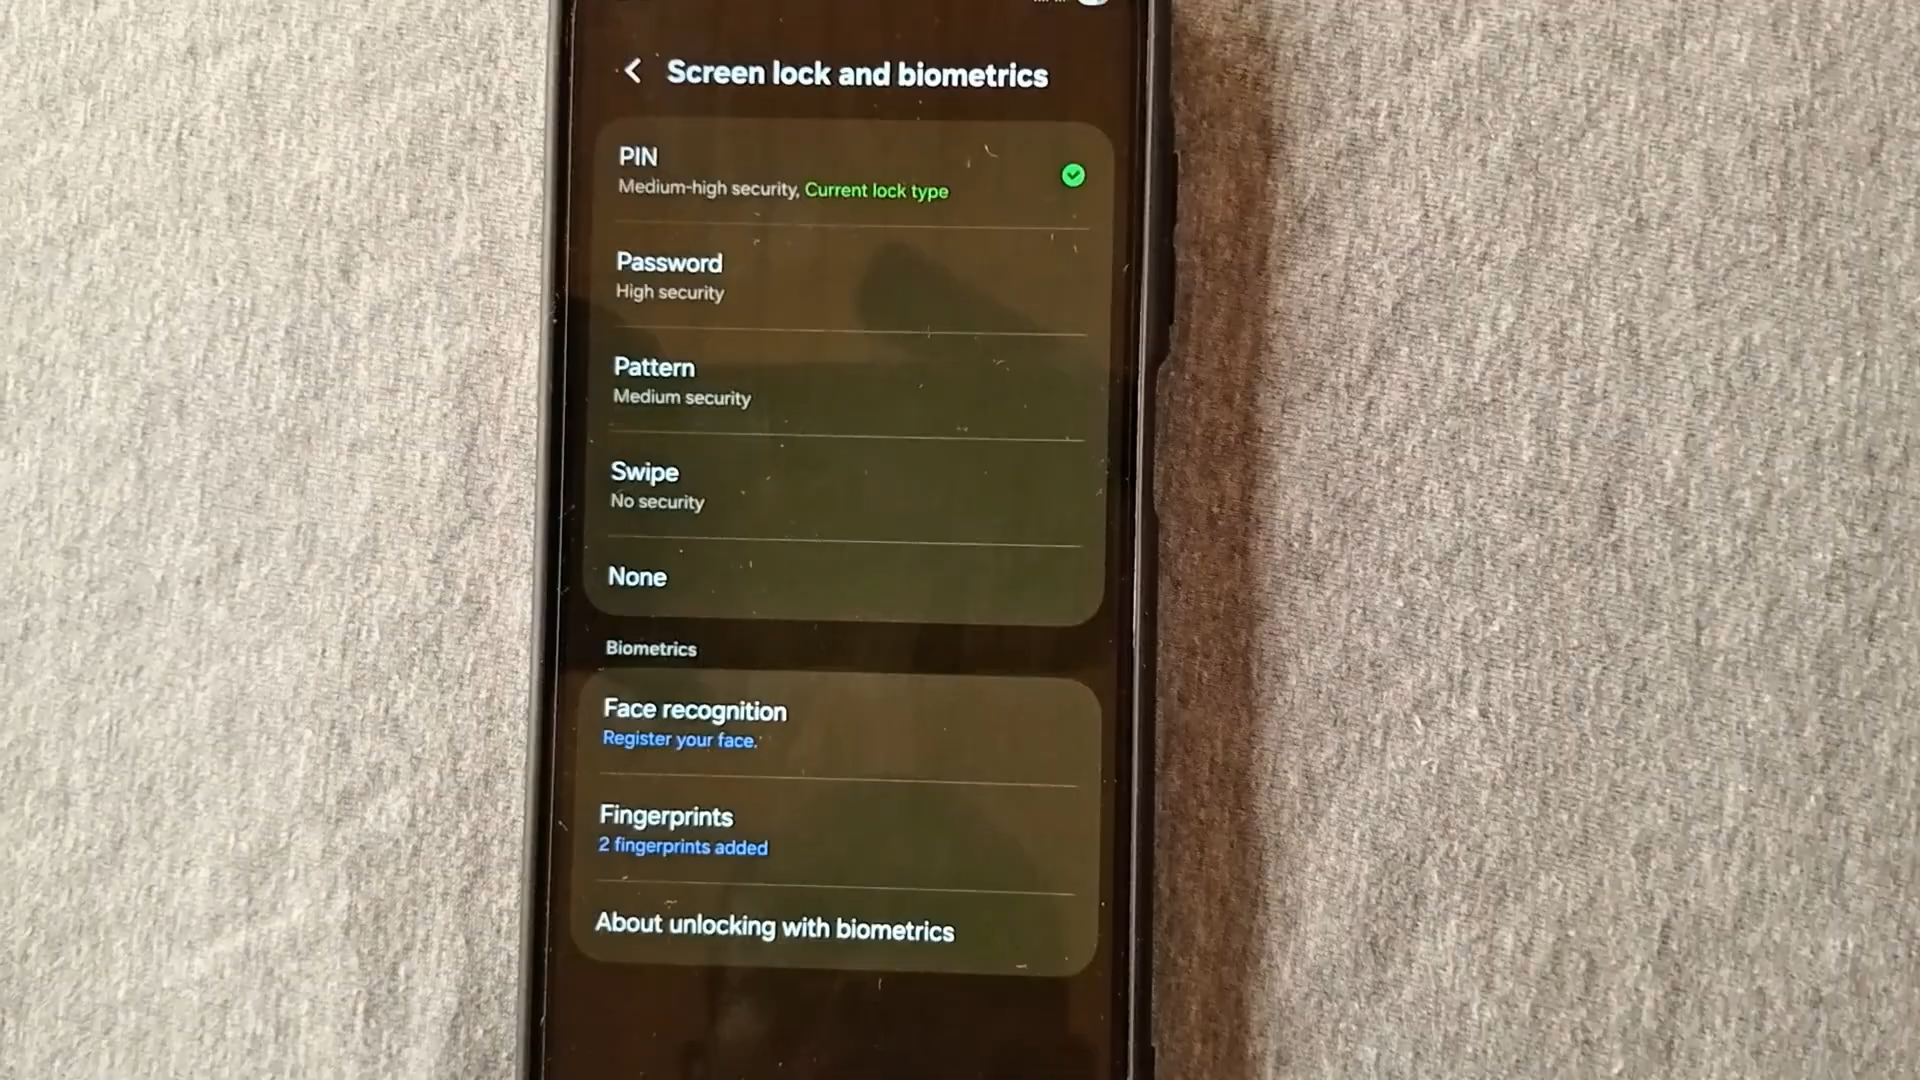 Screen lock and biometrics
PIN
Medium-high security, Current lock type
Password
High security
Pattern
Medium security
Swipe
No security
None
Biometrics
Face recognition
Register your face.
Fingerprints
2 fingerprints added
About unlocking with biometrics